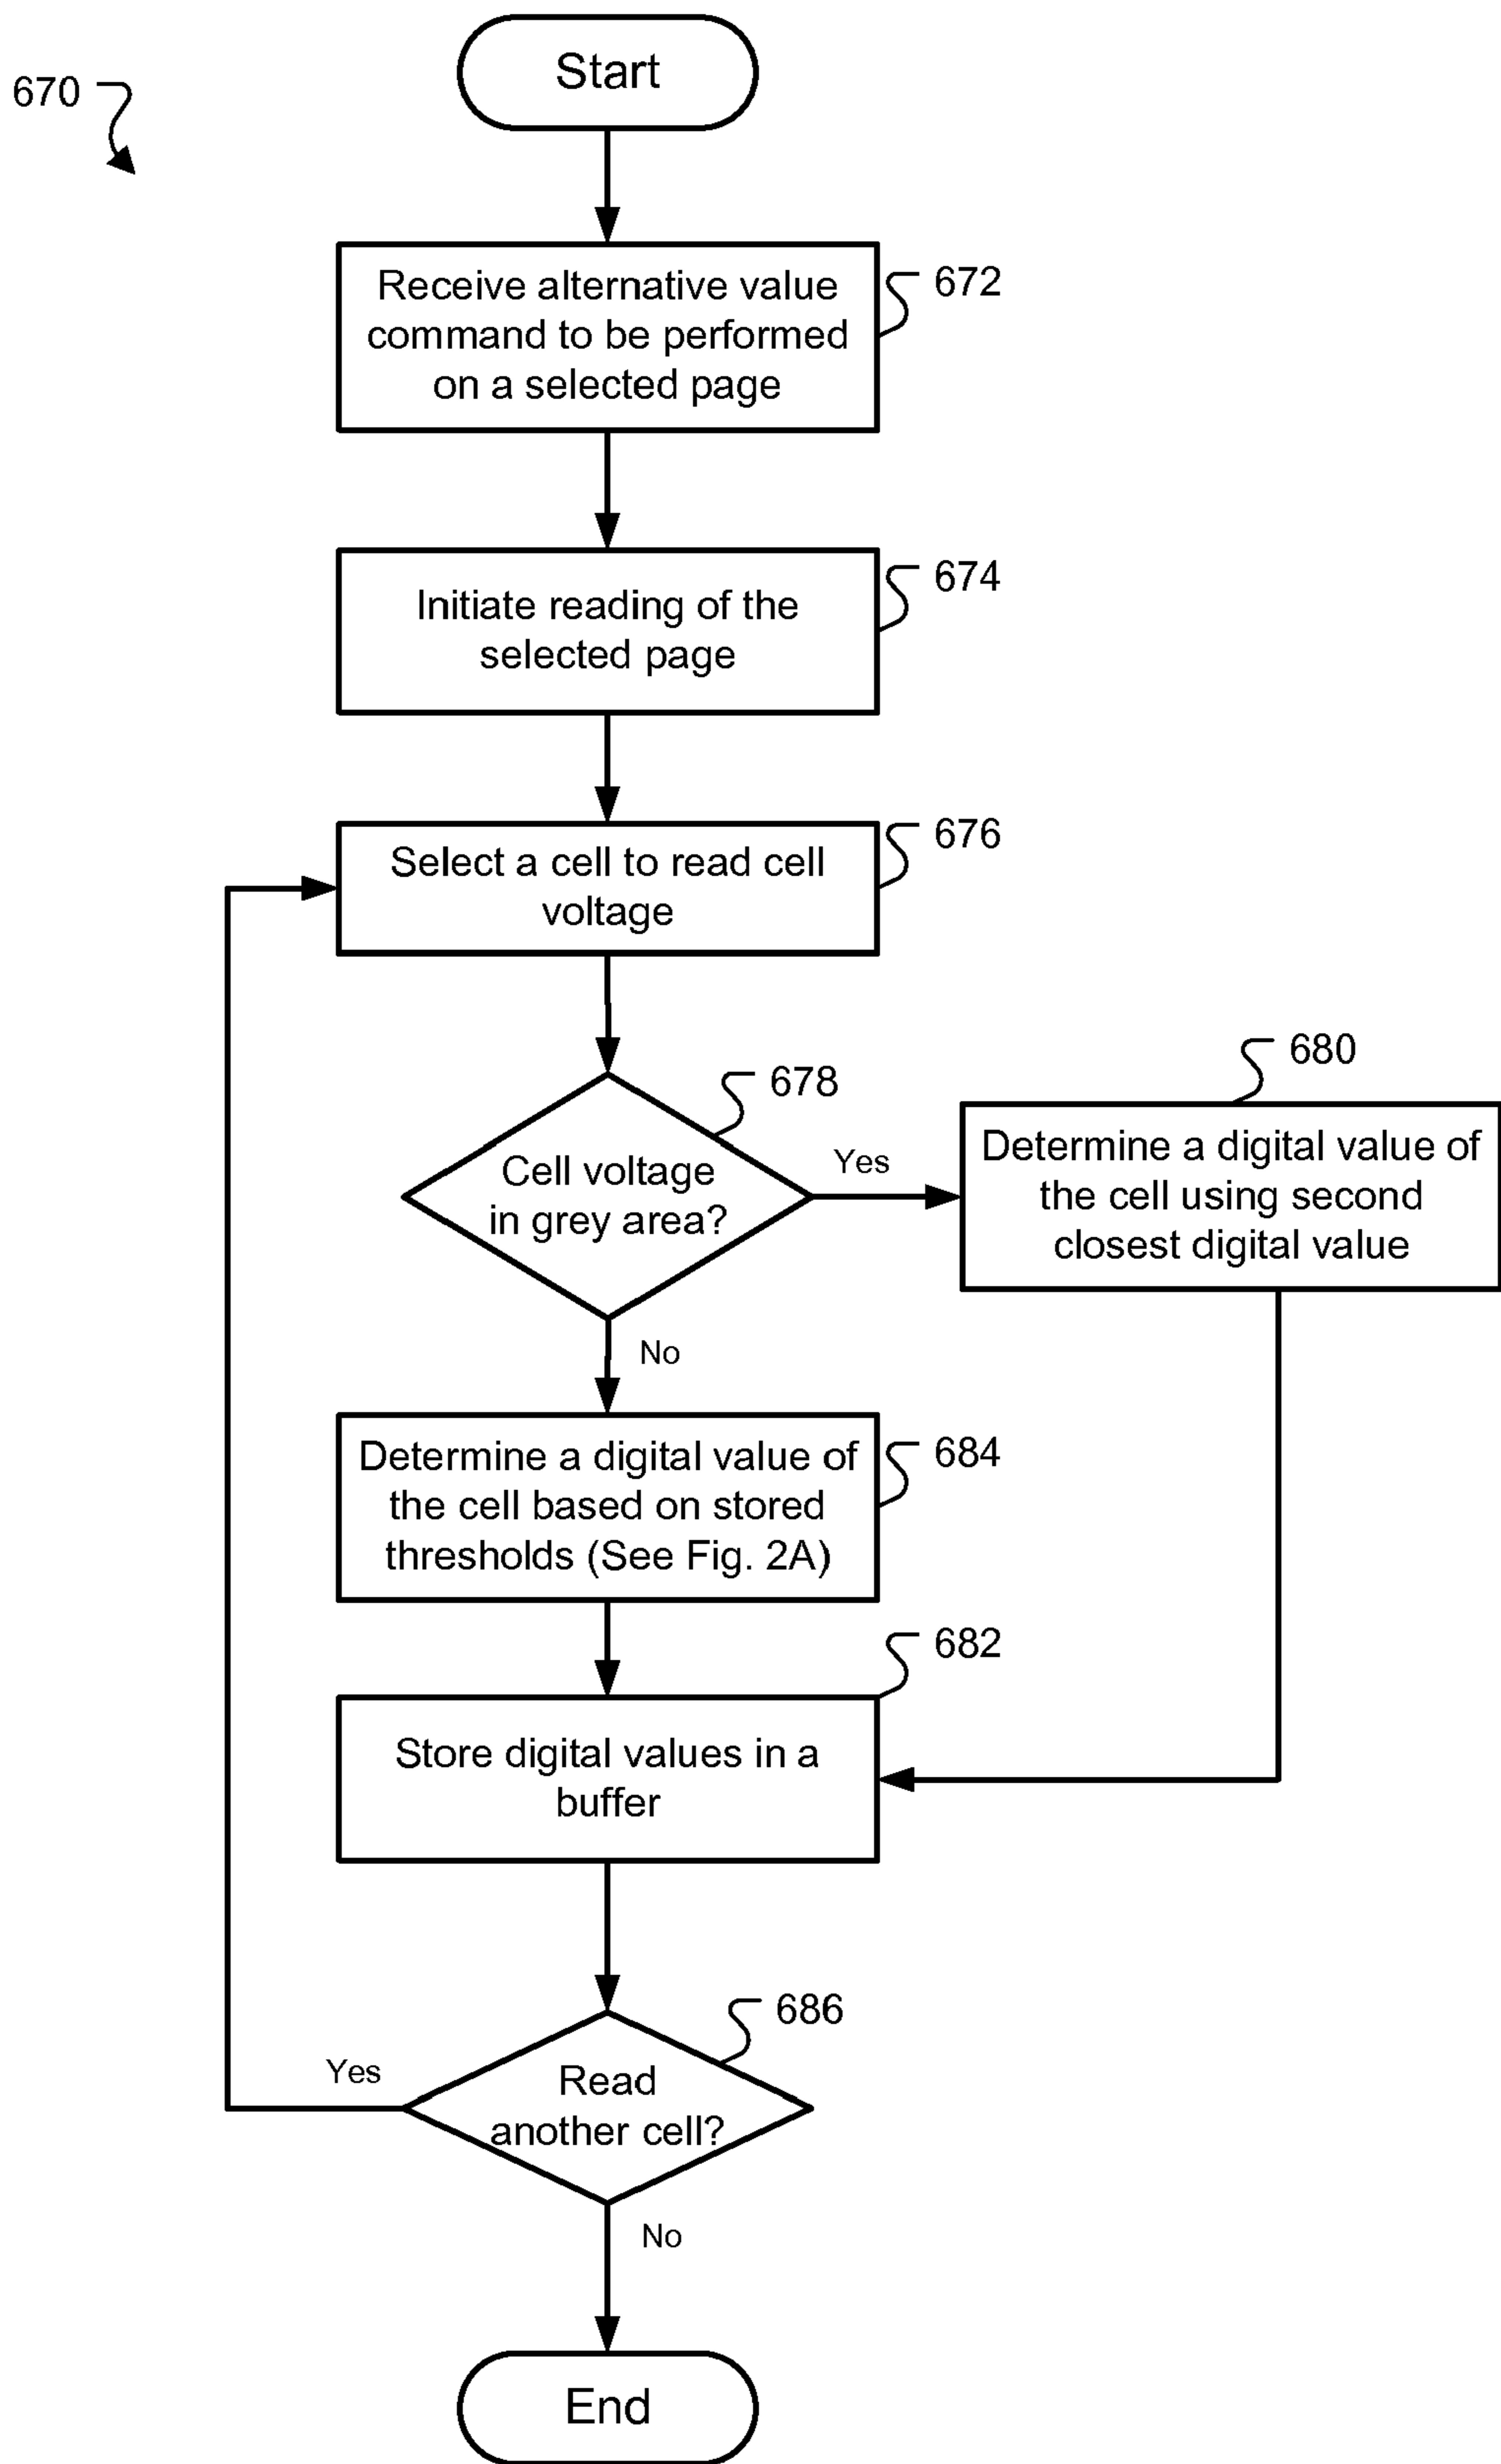 Start
670
Receive alternative value
command to be performed
on a selected page
672
Initiate reading of the
selected page
674
Select a cell to read cell
voltage
676
Cell voltage
in grey area?
678
Yes
Determine a digital value of
the cell using second
closest digital value
680
No
Determine a digital value of
the cell based on stored
thresholds (See Fig. 2A)
684
Store digital values in a
buffer
682
Read
another cell?
686
Yes
No
End